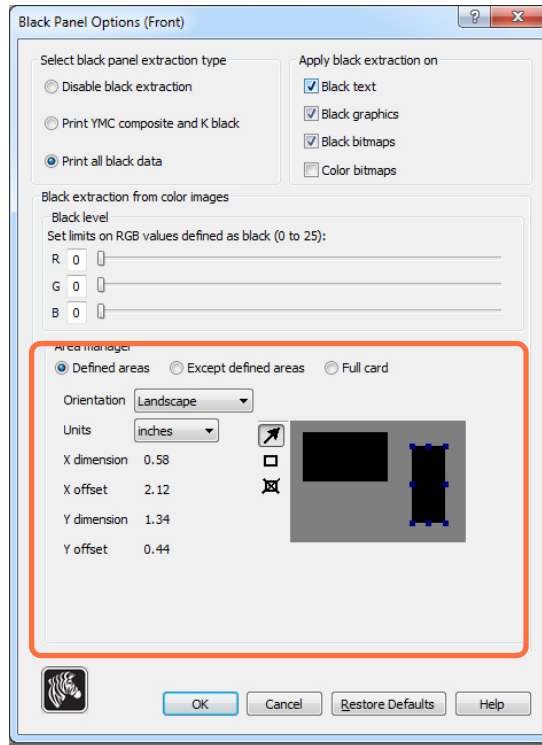 Black Panel Options (Front)
Select black panel extraction type
Disable black extraction
Print YMC composite and K black
Print all black data
Apply black extraction on
Black text
Black graphics
Black bitmaps
Color bitmaps
Black extraction from color images
Black level
Set limits on RGB values defined as black (0 to 25):
R 0
G 0
B 0
Area manager
Defined areas Except defined areas Full card
Orientation Landscape
Units inches
X dimension 0.58
X offset 2.12
Y dimension 1.34
Y offset 0.44
OK Cancel Restore Defaults Help